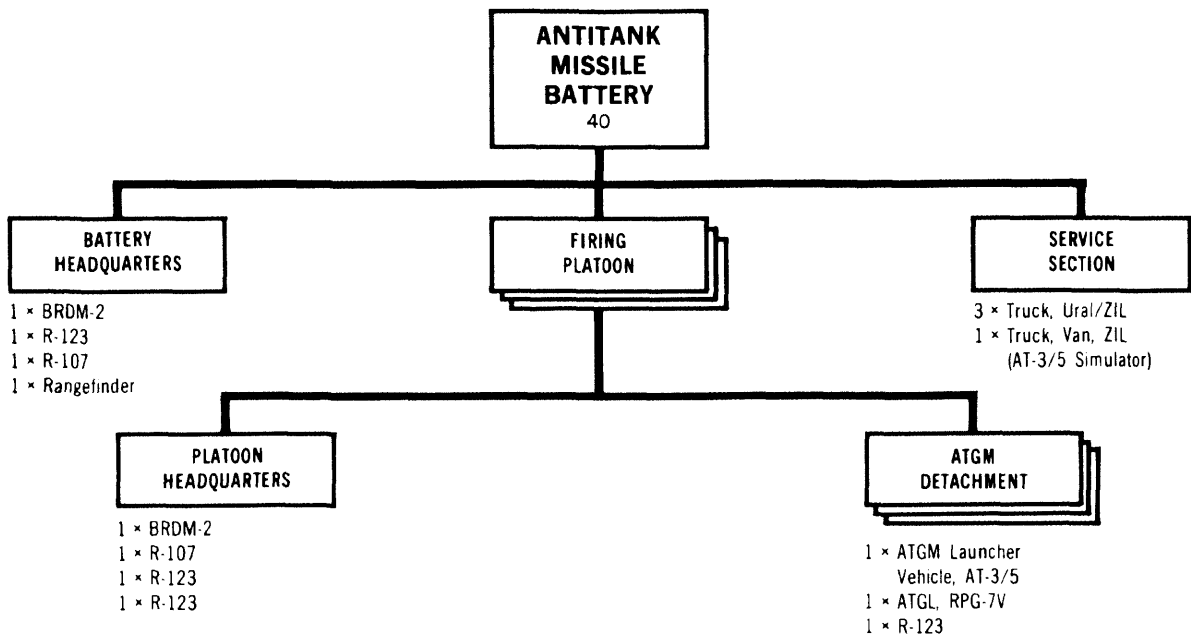 ANTITANK
MISSILE
BATTERY
40
BATTERY
HEADQUARTERS
1 × BRDM-2
1 × R-123
1 × R-107
1 × Rangefinder
FIRING
PLATOON
SERVICE
SECTION
3 × Truck, Ural/ZIL
1 × Truck, Van, ZIL
(AT-3/5 Simulator)
PLATOON
HEADQUARTERS
1 × BRDM-2
1 × R-107
1 × R-123
1 × R-123
ATGM
DETACHMENT
1 × ATGM Launcher
Vehicle, AT-3/5
1 × ATGL, RPG-7V
1 × R-123